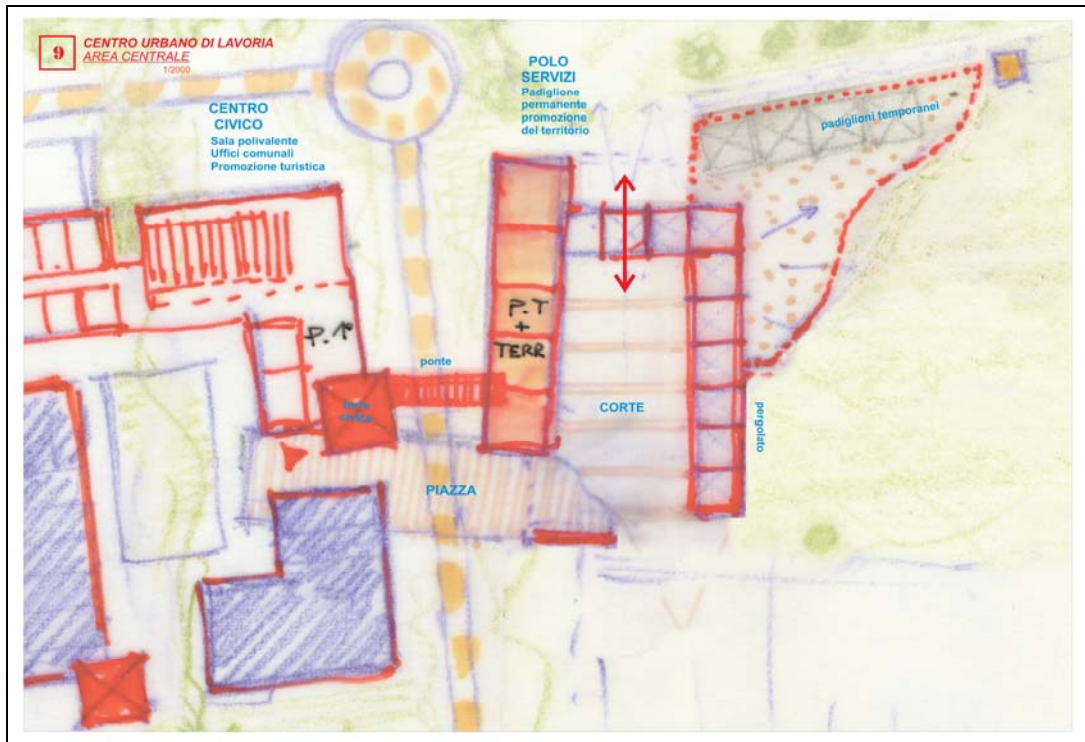 9
CENTRO URBANO DI LAVORIA
AREA CENTRALE
1/2000
CENTRO
CIVICO
Sala polivalente
Uffici comunali
Promozione turistica
POLO
SERVIZI
Padiglione
permanente
promozione
del territorio
padiglioni temporanei
P. 1°
P.T
+
TERR
ponte
torre
civica
CORTE
pergolato
PIAZZA